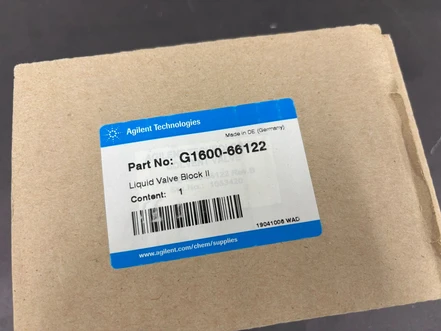 Agilent Technologies
Made in DE (Germany)
Part No: G1600-66122
Liquid Valve Block II
Content: 1
19041006 WAD
www.agilent.com/chem/supplies